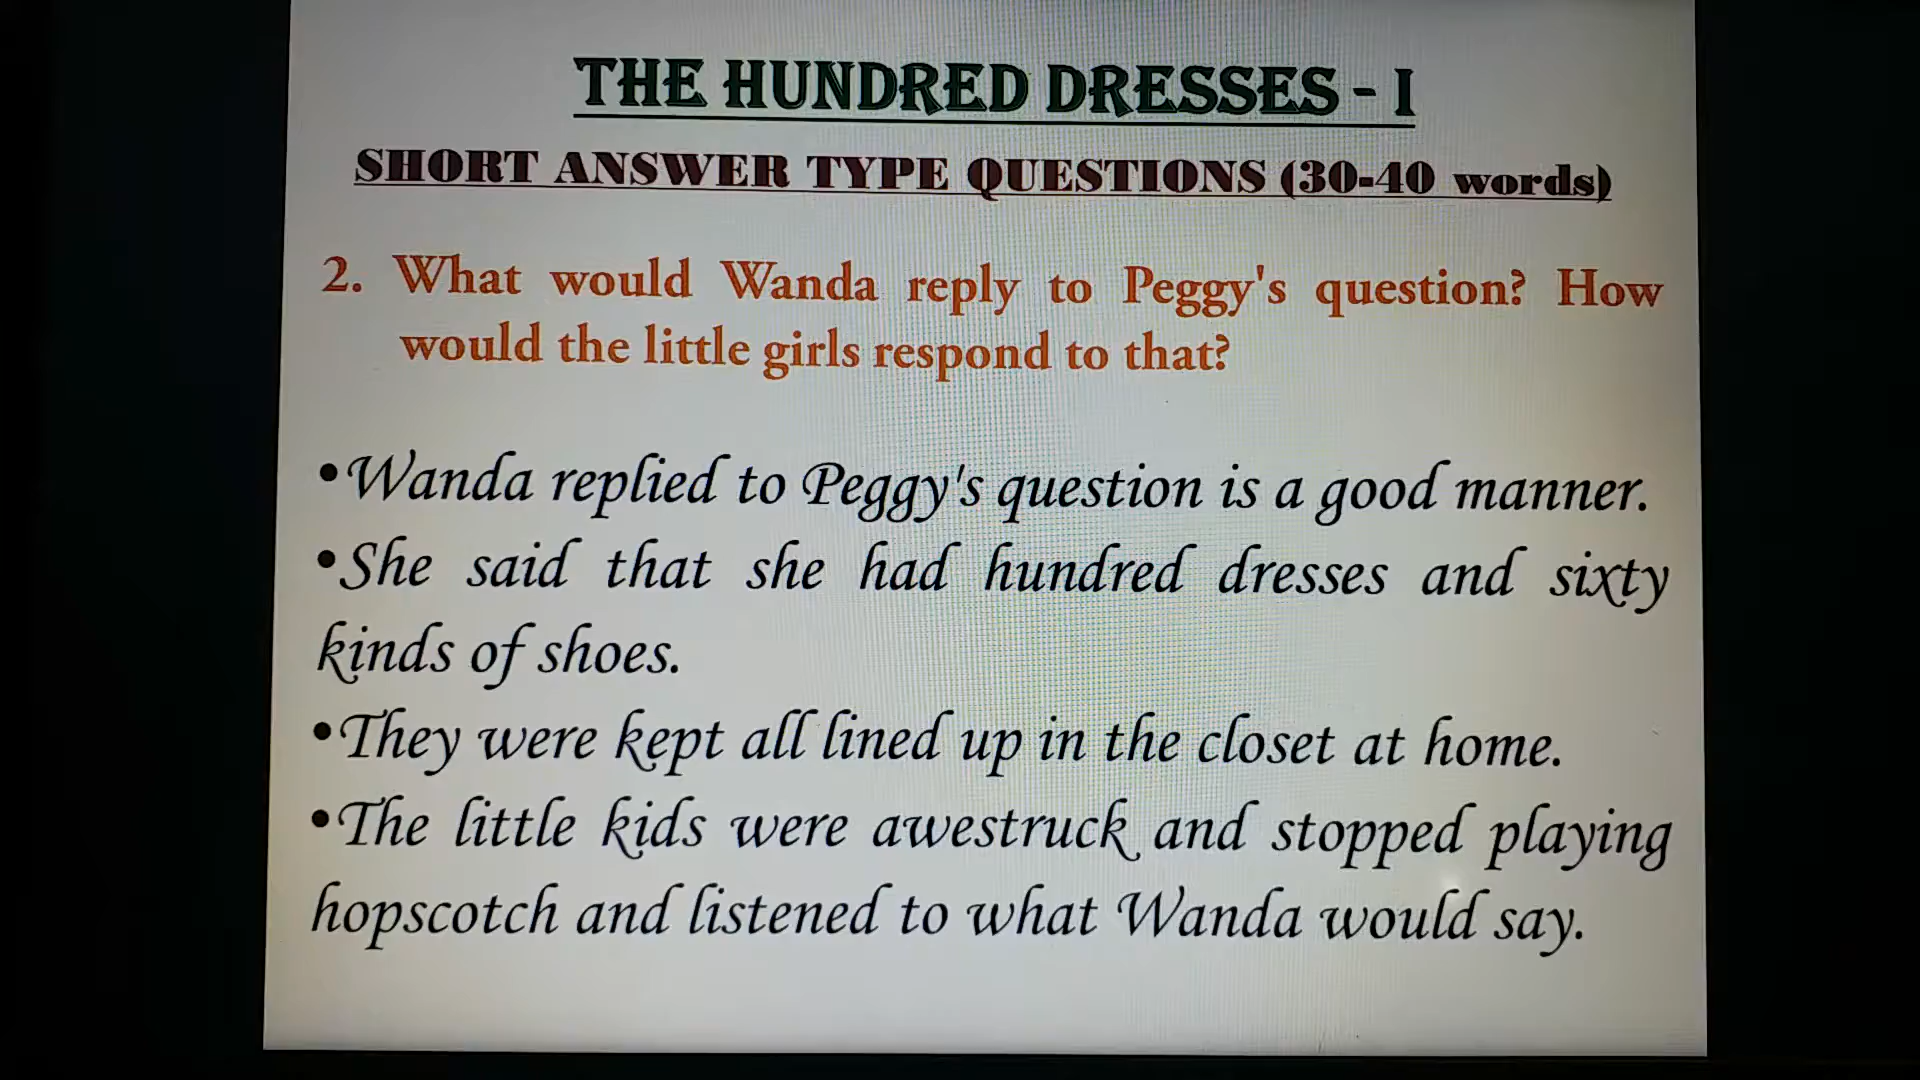 THE HUNDRED DRESSES - I
SHORT ANSWER TYPE QUESTIONS (30-40 words)
2. What would Wanda reply to Peggy's question? How
would the little girls respond to that?
•Wanda replied to Peggy's question is a good manner.
•She said that she had hundred dresses and sixty
kinds of shoes.
•They were kept all lined up in the closet at home.
•The little kids were awestruck and stopped playing
hopscotch and listened to what Wanda would say.